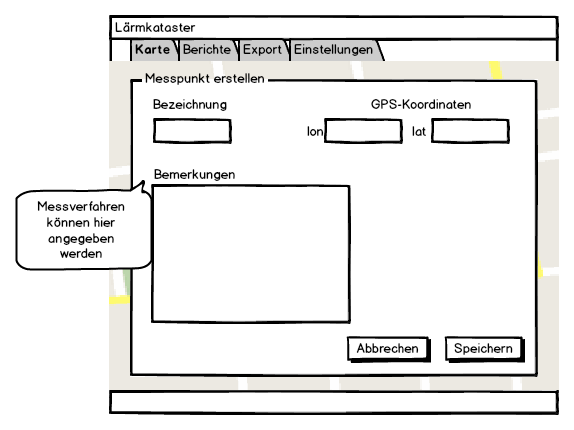 Lärmkataster
Karte Berichte Export Einstellungen
Messpunkt erstellen
Bezeichnung GPS-Koordinaten
lon lat
Bemerkungen
Messverfahren
können hier
angegeben
werden
Abbrechen Speichern